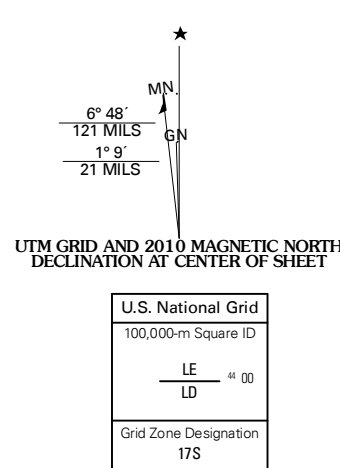 ★
MN
6° 48´
121 MILS
GN
1° 9´
21 MILS
UTM GRID AND 2010 MAGNETIC NORTH
DECLINATION AT CENTER OF SHEET
U.S. National Grid
100,000-m Square ID
LE
44 00
LD
Grid Zone Designation
17S